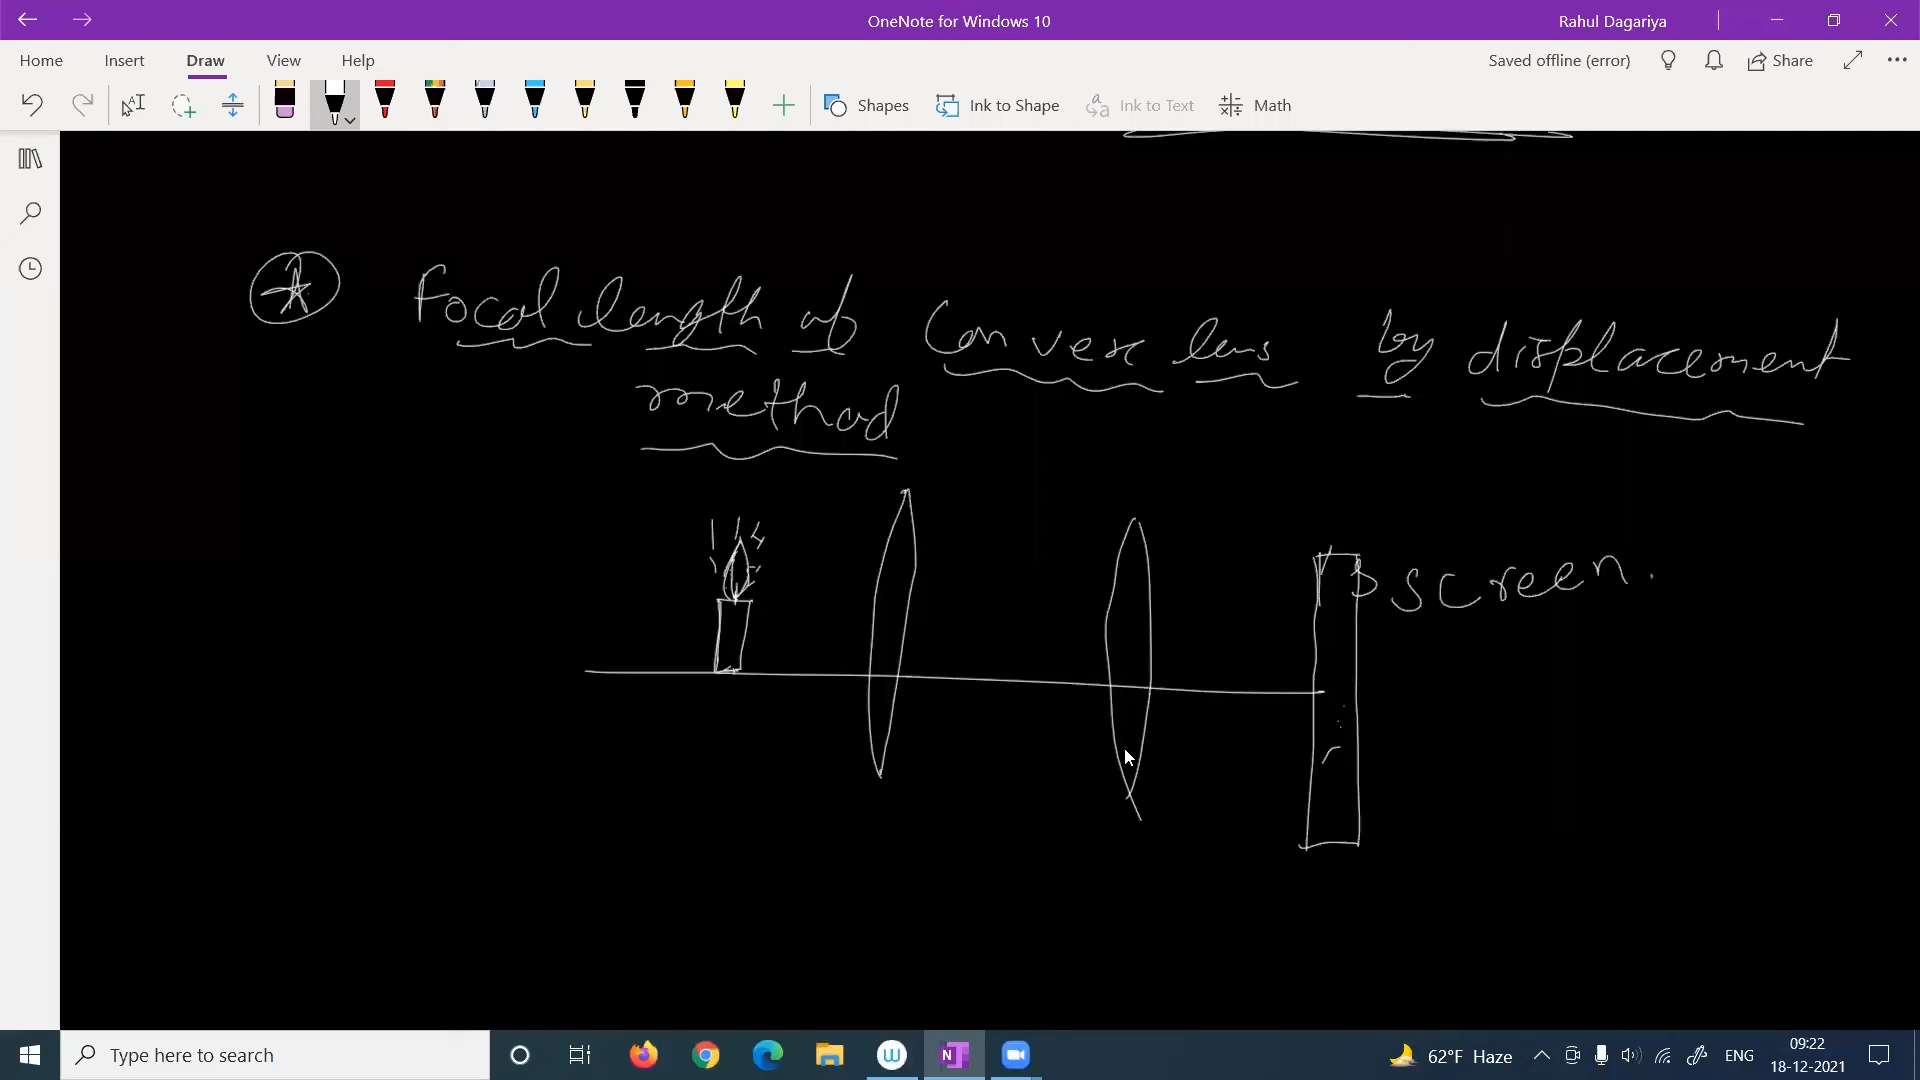 OneNote for Windows 10
Rahul Dagariya
Home Insert Draw View Help
Saved offline (error)
Share
Shapes
Ink to Shape
Ink to Text
Math
Focal length of Convex lens by displacement
method
screen.
Type here to search
62°F Haze
ENG
09:22
18-12-2021